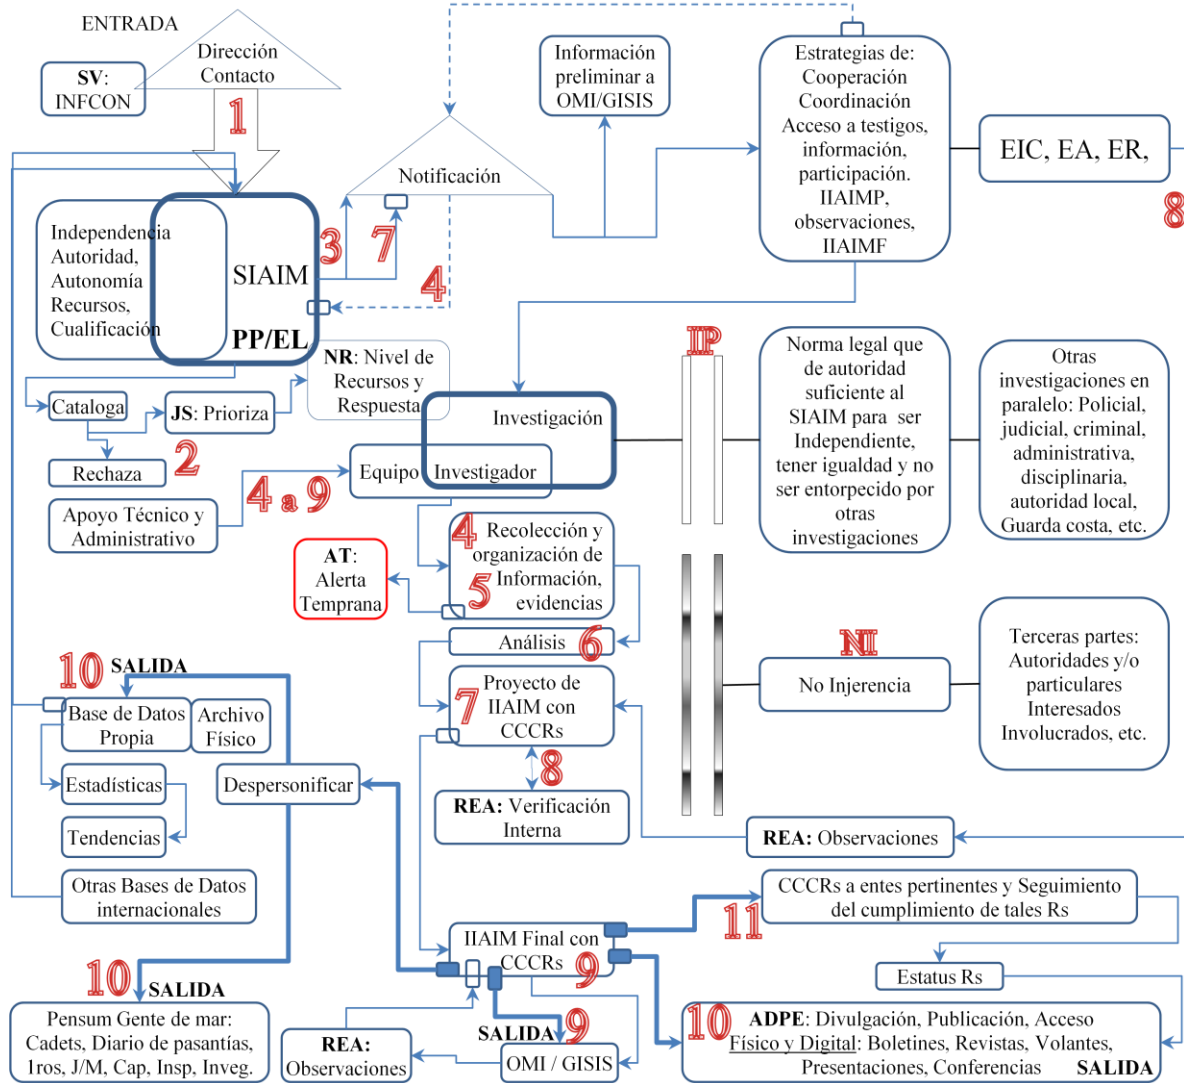 ENTRADA
Dirección
Contacto
SV:
INFCON
1
Independencia
Autoridad,
Autonomía
Recursos,
Cualificación
SIAIM
PP/EL
3
7
4
Notificación
Información
preliminar a
OMI/GISIS
Estrategias de:
Cooperación
Coordinación
Acceso a testigos,
información,
participación.
IIAIMP,
observaciones,
IIAIMF
EIC, EA, ER,
8
Cataloga
JS: Prioriza
Rechaza
2
NR: Nivel de
Recursos y
Respuesta
Apoyo Técnico y
Administrativo
4 a 9
Investigación
Equipo Investigador
IP
Norma legal que
de autoridad
suficiente al
SIAIM para ser
Independiente,
tener igualdad y no
ser entorpecido por
otras
investigaciones
Otras
investigaciones en
paralelo: Policial,
judicial, criminal,
administrativa,
disciplinaria,
autoridad local,
Guarda costa, etc.
4
Recolección y
organización de
Información,
evidencias
5
AT:
Alerta
Temprana
Análisis
6
7
Proyecto de
IIAIM con
CCCRs
8
REA: Verificación
Interna
NI
No Injerencia
Terceras partes:
Autoridades y/o
particulares
Interesados
Involucrados, etc.
REA: Observaciones
10
SALIDA
Base de Datos
Propia
Archivo
Físico
Estadísticas
Tendencias
Despersonificar
Otras Bases de Datos
internacionales
IIAIM Final con
CCCRs
9
11
CCCRs a entes pertinentes y Seguimiento
del cumplimiento de tales Rs
Estatus Rs
10
SALIDA
Pensum Gente de mar:
Cadets, Diario de pasantías,
1ros, J/M, Cap, Insp, Inveg.
REA:
Observaciones
SALIDA
9
OMI / GISIS
10
ADPE: Divulgación, Publicación, Acceso
Físico y Digital: Boletines, Revistas, Volantes,
Presentaciones, Conferencias
SALIDA